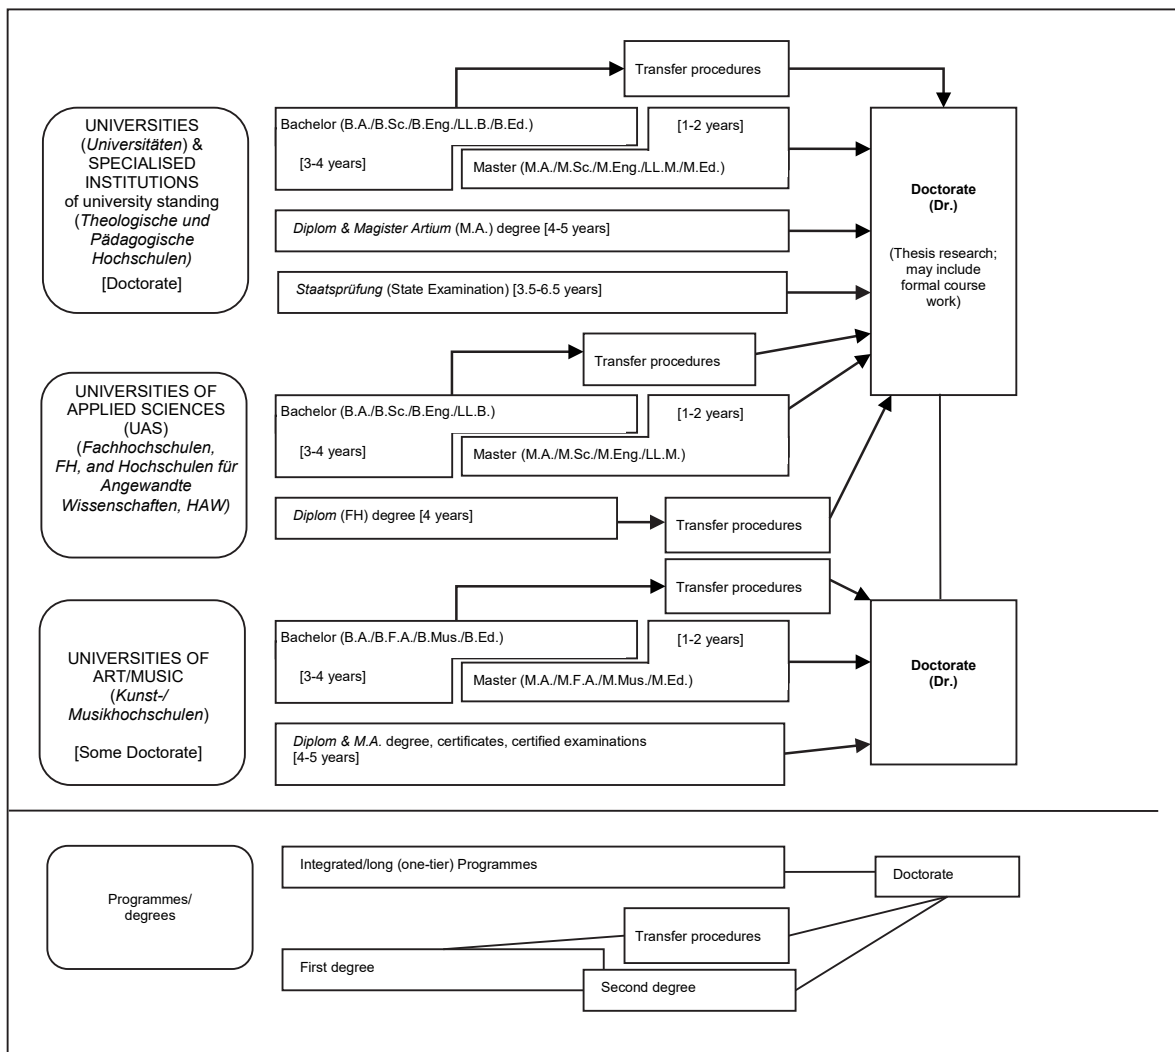 Transfer procedures
UNIVERSITIES
(Universitäten) &
SPECIALISED
INSTITUTIONS
of university standing
(Theologische und
Pädagogische
Hochschulen)
[Doctorate]
Bachelor (B.A./B.Sc./B.Eng./LL.B./B.Ed.)
[3-4 years]
[1-2 years]
Master (M.A./M.Sc./M.Eng./LL.M./M.Ed.)
Diplom & Magister Artium (M.A.) degree [4-5 years]
Staatsprüfung (State Examination) [3.5-6.5 years]
Doctorate
(Dr.)
(Thesis research;
may include
formal course
work)
Transfer procedures
UNIVERSITIES OF
APPLIED SCIENCES
(UAS)
(Fachhochschulen,
FH, and Hochschulen für
Angewandte
Wissenschaften, HAW)
Bachelor (B.A./B.Sc./B.Eng./LL.B.)
[3-4 years]
[1-2 years]
Master (M.A./M.Sc./M.Eng./LL.M.)
Diplom (FH) degree [4 years]
Transfer procedures
Transfer procedures
UNIVERSITIES OF
ART/MUSIC
(Kunst-/
Musikhochschulen)
[Some Doctorate]
Bachelor (B.A./B.F.A./B.Mus./B.Ed.)
[3-4 years]
[1-2 years]
Master (M.A./M.F.A./M.Mus./M.Ed.)
Diplom & M.A. degree, certificates, certified examinations
[4-5 years]
Doctorate
(Dr.)
Programmes/
degrees
Integrated/long (one-tier) Programmes
Doctorate
Transfer procedures
First degree
Second degree